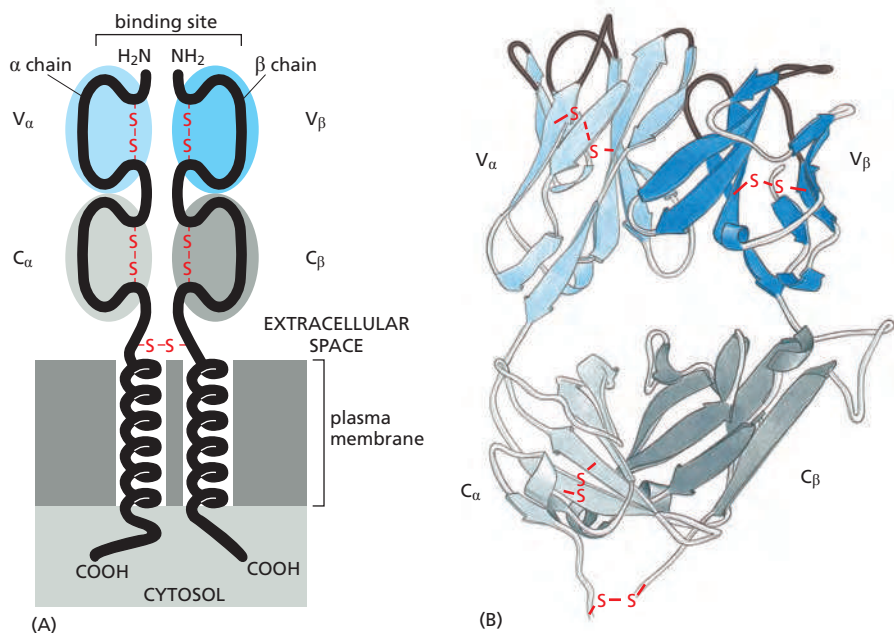 binding site
H₂N NH₂
α chain β chain
Vα Vβ
S S
S S
Cα Cβ
S S
S S
EXTRACELLULAR
SPACE
S S
plasma
membrane
COOH COOH
CYTOSOL
(A)
Vα Vβ
S
S
S S
Cα Cβ
S
S
S S
(B)